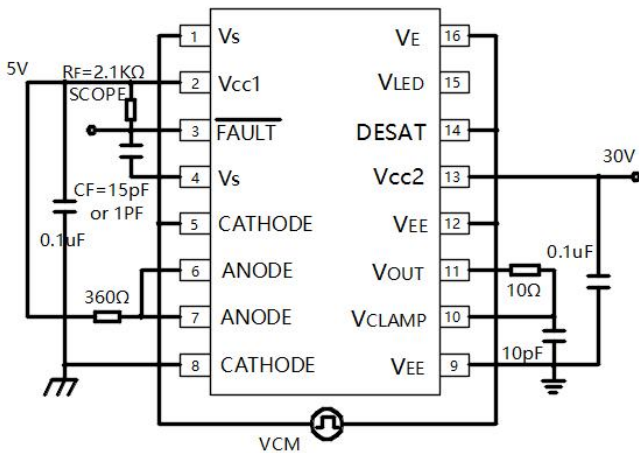 1 Vs VE 16
5V RF=2.1KΩ 2 Vcc1 VLED 15
SCOPE
3 FAULT DESAT 14
30V
4 Vs Vcc2 13
CF=15pF
or 1PF
5 CATHODE VEE 12
0.1uF
0.1uF
6 ANODE VOUT 11
360Ω
10Ω
7 ANODE VCLAMP 10
10pF
8 CATHODE VEE 9
VCM